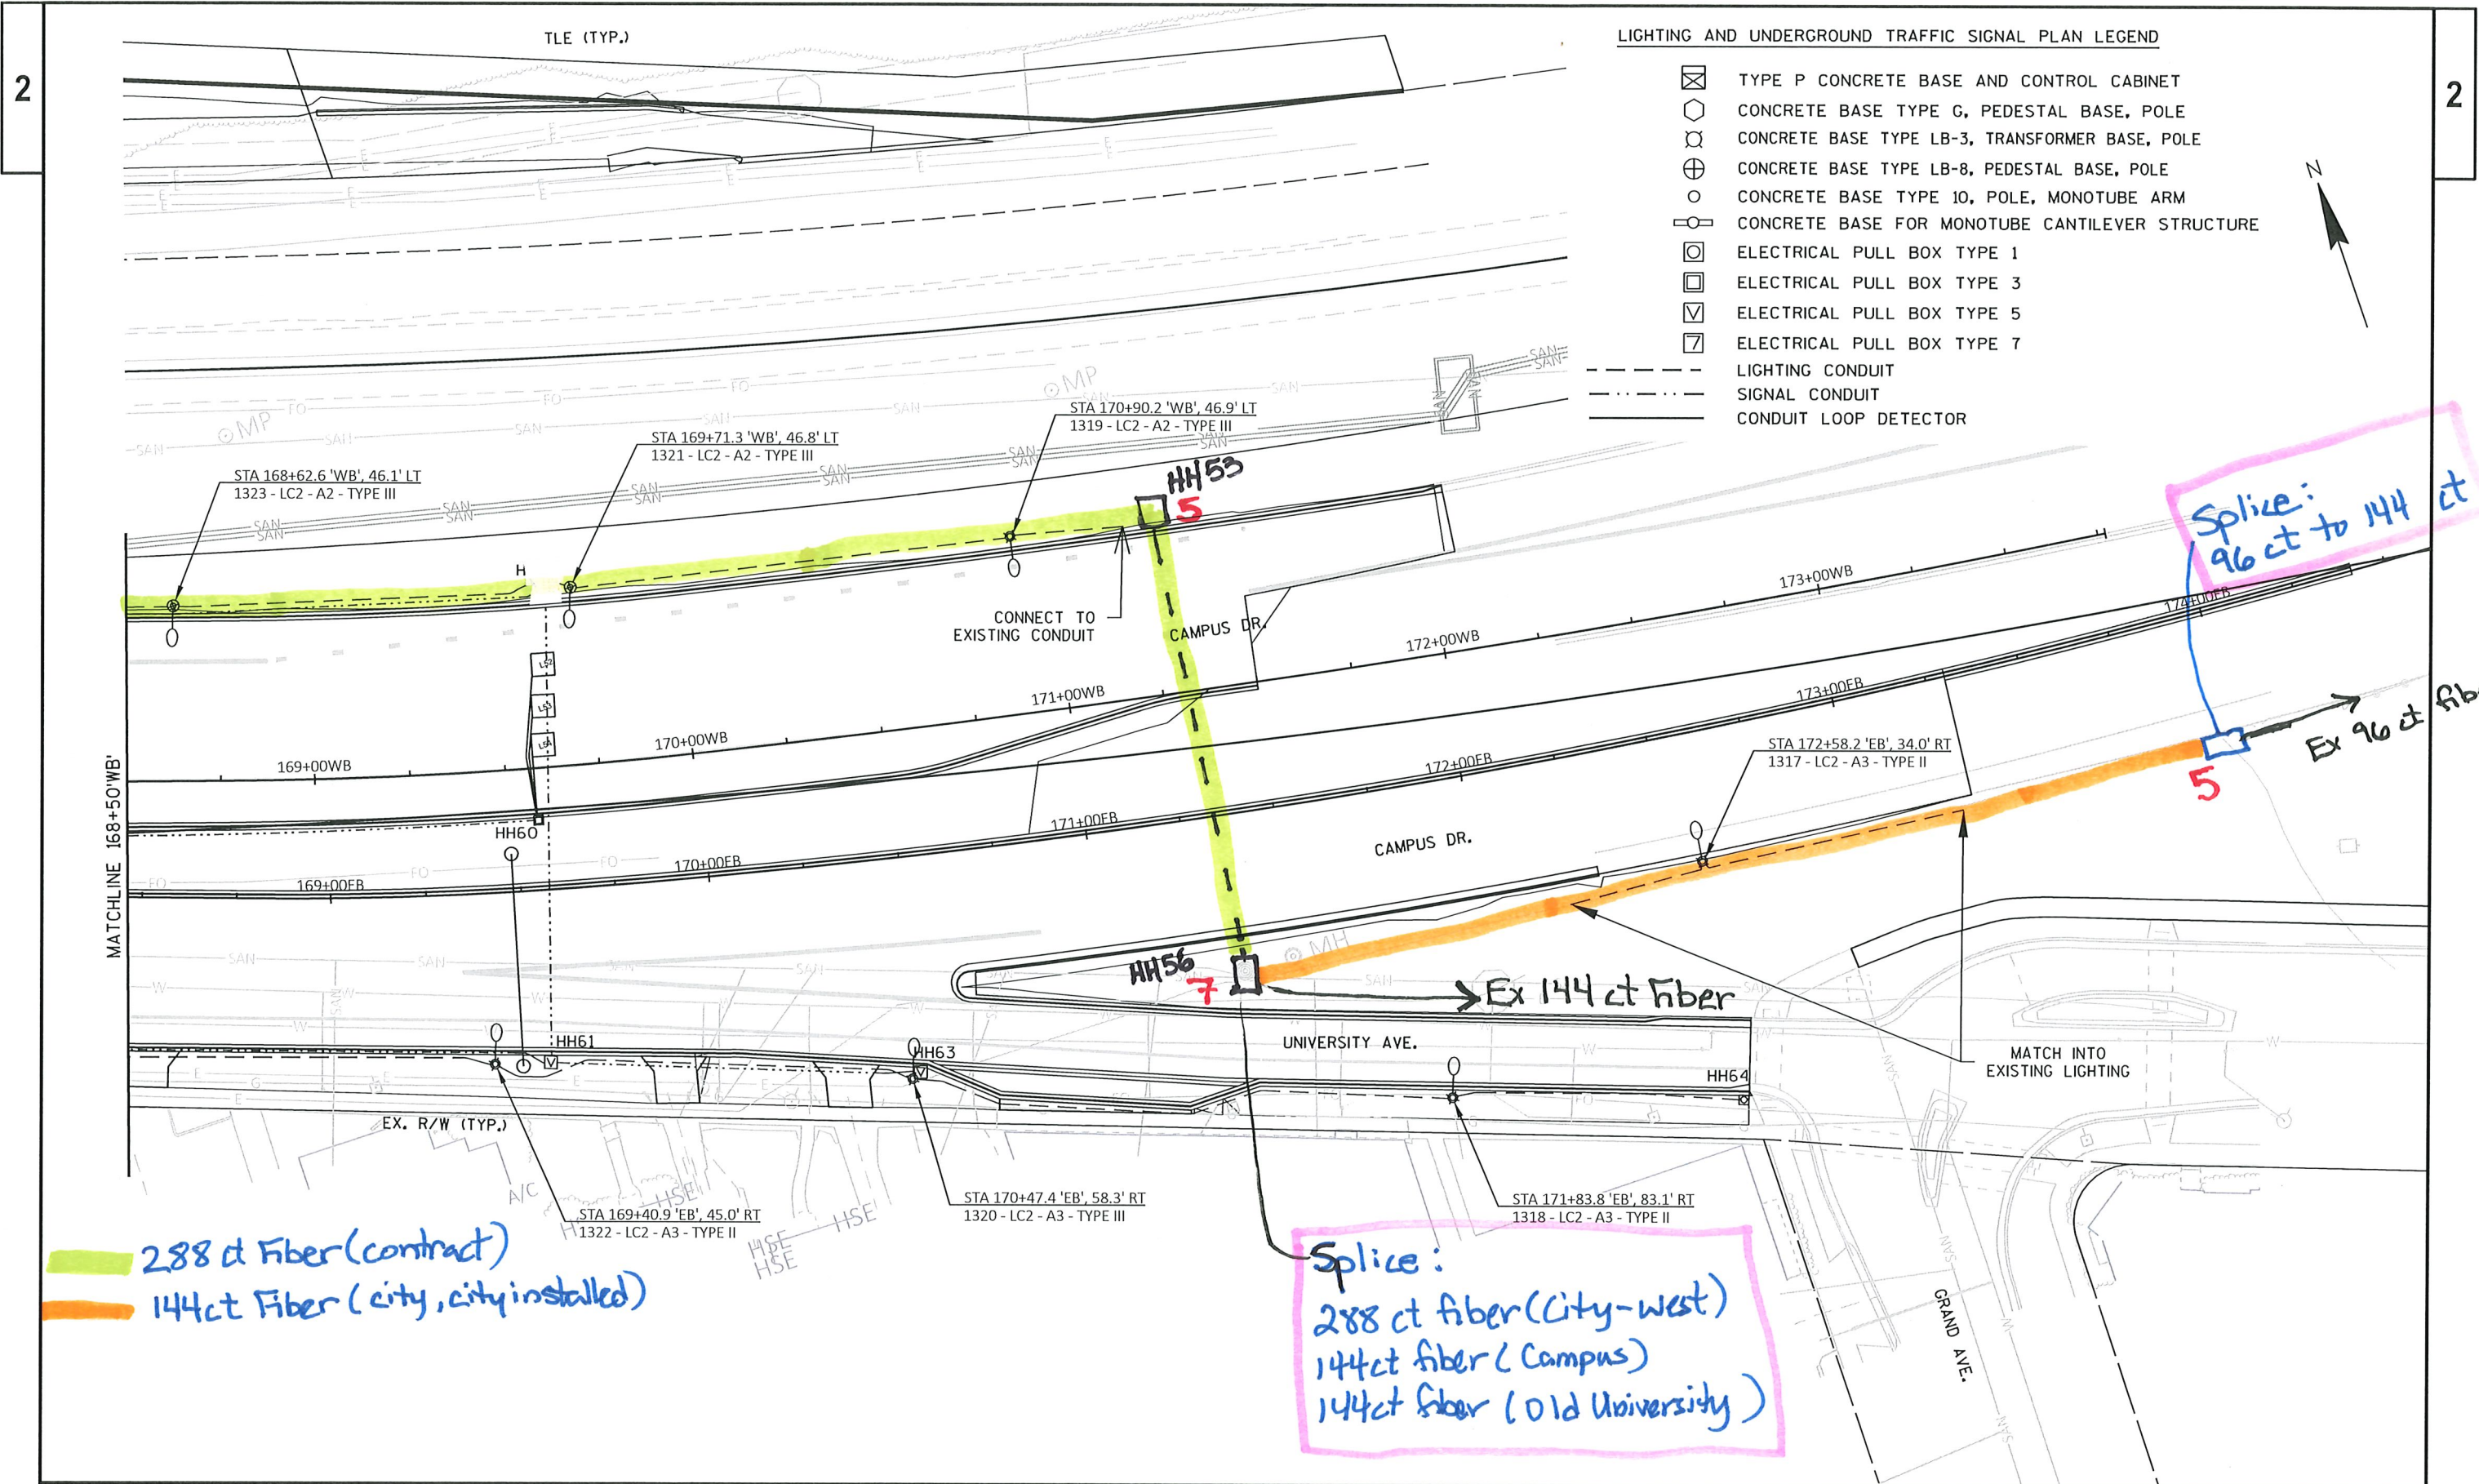 2
2
TLE (TYP.)
LIGHTING AND UNDERGROUND TRAFFIC SIGNAL PLAN LEGEND
TYPE P CONCRETE BASE AND CONTROL CABINET
CONCRETE BASE TYPE G, PEDESTAL BASE, POLE
CONCRETE BASE TYPE LB-3, TRANSFORMER BASE, POLE
CONCRETE BASE TYPE LB-8, PEDESTAL BASE, POLE
CONCRETE BASE TYPE 10, POLE, MONOTUBE ARM
CONCRETE BASE FOR MONOTUBE CANTILEVER STRUCTURE
ELECTRICAL PULL BOX TYPE 1
ELECTRICAL PULL BOX TYPE 3
ELECTRICAL PULL BOX TYPE 5
ELECTRICAL PULL BOX TYPE 7
LIGHTING CONDUIT
SIGNAL CONDUIT
CONDUIT LOOP DETECTOR
N
MP
MP
STA 168+62.6 'WB', 46.1' LT
1323 - LC2 - A2 - TYPE III
STA 169+71.3 'WB', 46.8' LT
1321 - LC2 - A2 - TYPE III
STA 170+90.2 'WB', 46.9' LT
1319 - LC2 - A2 - TYPE III
HH53
5
H
CONNECT TO
EXISTING CONDUIT
CAMPUS DR.
Splice:
96 ct to 144 ct
169+00WB
170+00WB
171+00WB
172+00WB
173+00WB
169+00EB
170+00EB
171+00EB
172+00EB
173+00EB
174+00EB
MATCHLINE 168+50'WB'
HH60
STA 172+58.2 'EB', 34.0' RT
1317 - LC2 - A3 - TYPE II
Ex 96 ct fib
5
CAMPUS DR.
HH56
7
MH
Ex 144 ct Fiber
UNIVERSITY AVE.
HH61
HH63
HH64
MATCH INTO
EXISTING LIGHTING
EX. R/W (TYP.)
A/C
HSE
HSE
HSE
HSE
STA 169+40.9 'EB', 45.0' RT
1322 - LC2 - A3 - TYPE II
STA 170+47.4 'EB', 58.3' RT
1320 - LC2 - A3 - TYPE III
STA 171+83.8 'EB', 83.1' RT
1318 - LC2 - A3 - TYPE II
288 ct Fiber (contract)
144ct Fiber (city, city installed)
Splice:
288 ct fiber (City-west)
144ct fiber (Campus)
144ct fiber (Old University)
GRAND AVE.